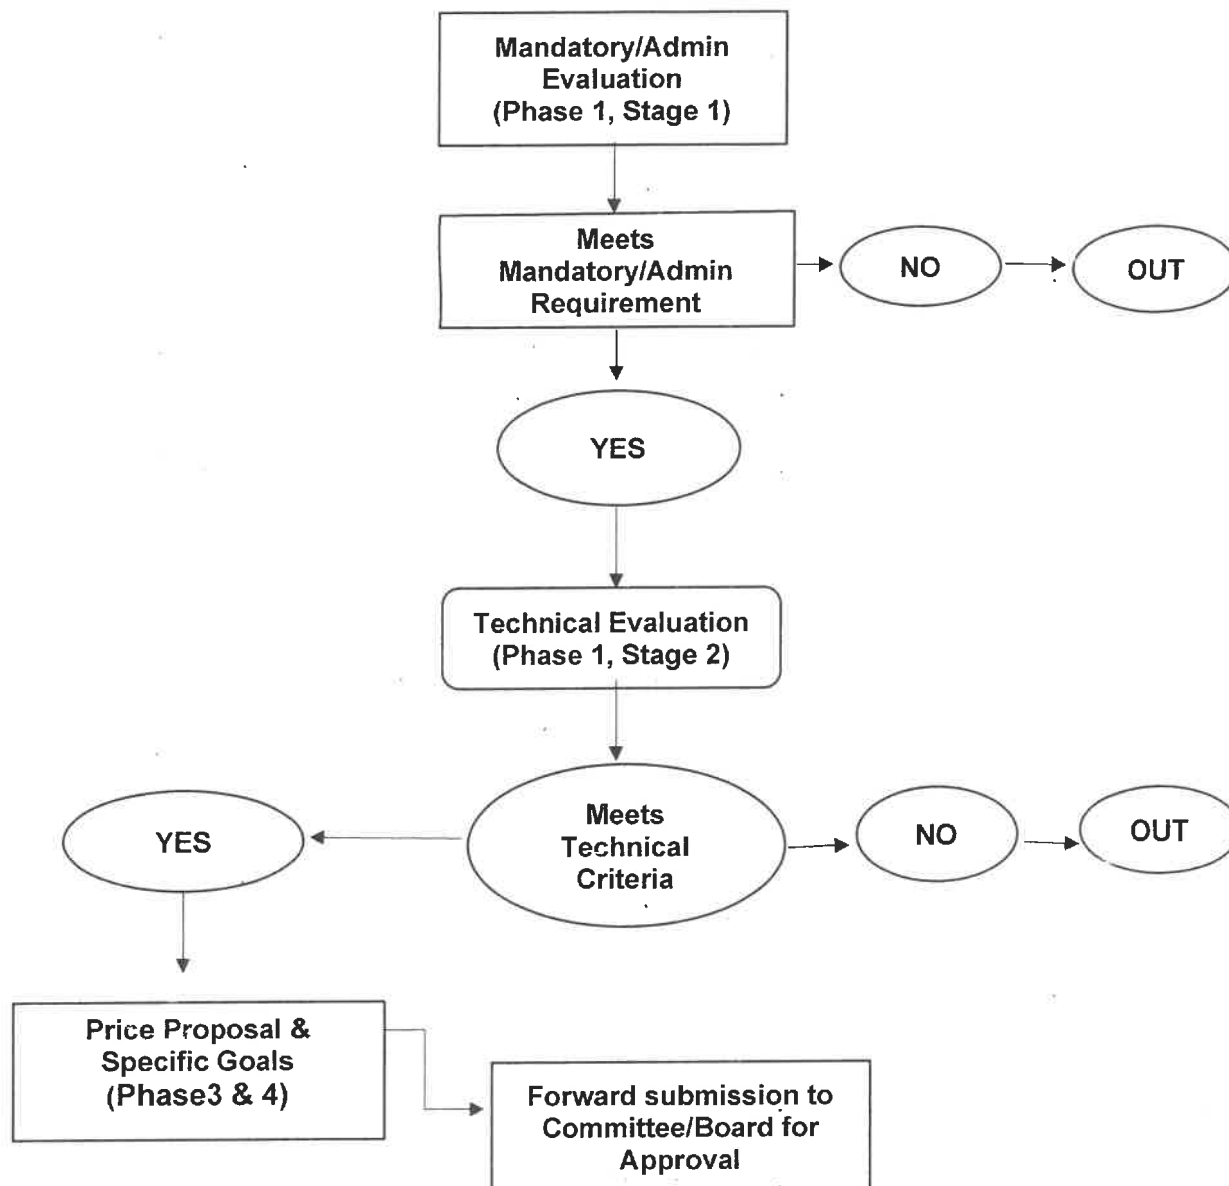 Mandatory/Admin
Evaluation
(Phase 1, Stage 1)
Meets
Mandatory/Admin
Requirement
NO
OUT
YES
Technical Evaluation
(Phase 1, Stage 2)
YES
Meets
Technical
Criteria
NO
OUT
Price Proposal &
Specific Goals
(Phase3 & 4)
Forward submission to
Committee/Board for
Approval